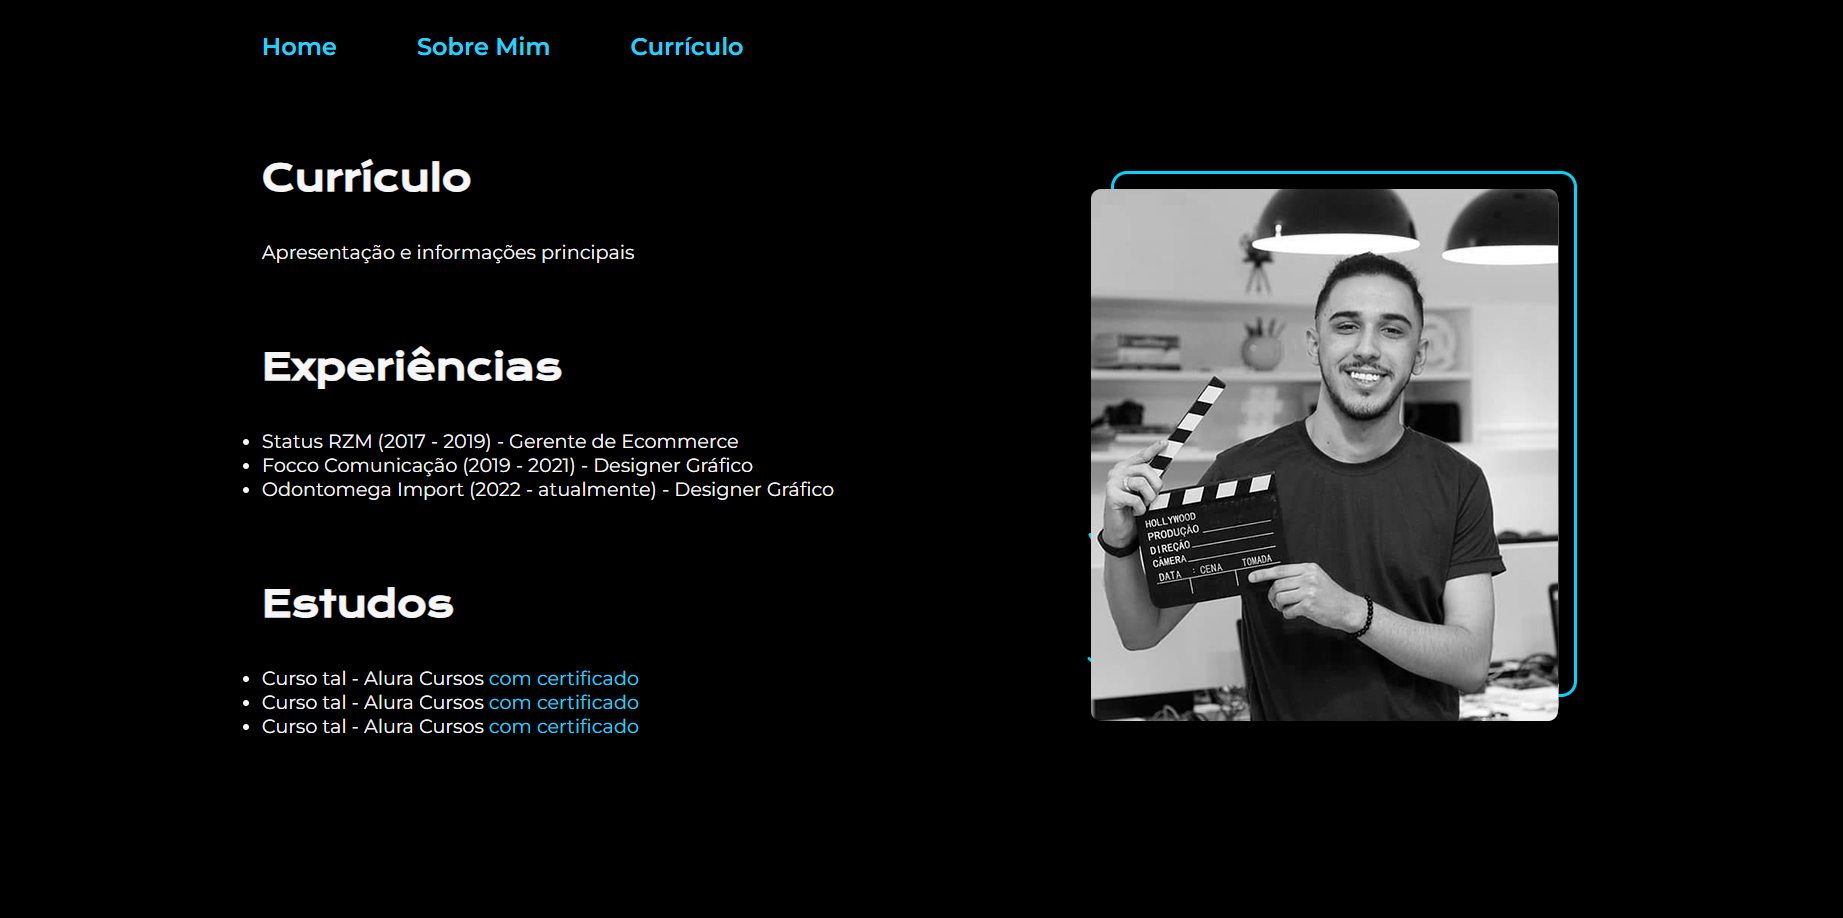 Home Sobre Mim Currículo
Currículo
Apresentação e informações principais
Experiências
Status RZM (2017 - 2019) - Gerente de Ecommerce
Focco Comunicação (2019 - 2021) - Designer Gráfico
Odontomega Import (2022 - atualmente) - Designer Gráfico
Estudos
Curso tal - Alura Cursos com certificado
Curso tal - Alura Cursos com certificado
Curso tal - Alura Cursos com certificado
HOLLYWOOD
PRODUÇÃO
DIREÇÃO
CÂMERA
DATA : CENA TOMADA